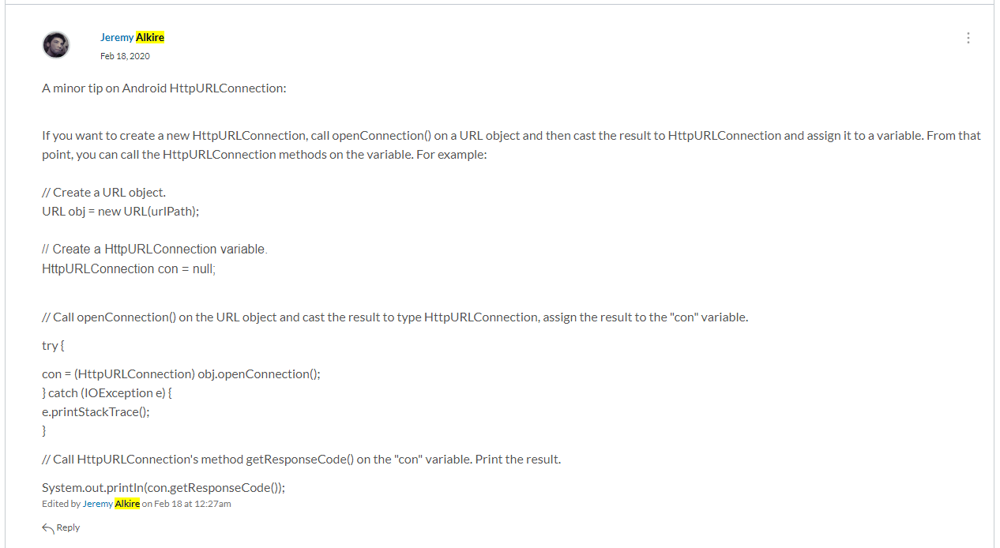 Jeremy Alkire
Feb 18, 2020
A minor tip on Android HttpURLConnection:
If you want to create a new HttpURLConnection, call openConnection() on a URL object and then cast the result to HttpURLConnection and assign it to a variable. From that
point, you can call the HttpURLConnection methods on the variable. For example:
// Create a URL object.
URL obj = new URL(urlPath);
// Create a HttpURLConnection variable.
HttpURLConnection con = null;
// Call openConnection() on the URL object and cast the result to type HttpURLConnection, assign the result to the "con" variable.
try {
con = (HttpURLConnection) obj.openConnection();
} catch (IOException e) {
e.printStackTrace();
}
// Call HttpURLConnection's method getResponseCode() on the "con" variable. Print the result.
System.out.println(con.getResponseCode());
Edited by Jeremy Alkire on Feb 18 at 12:27am
Reply